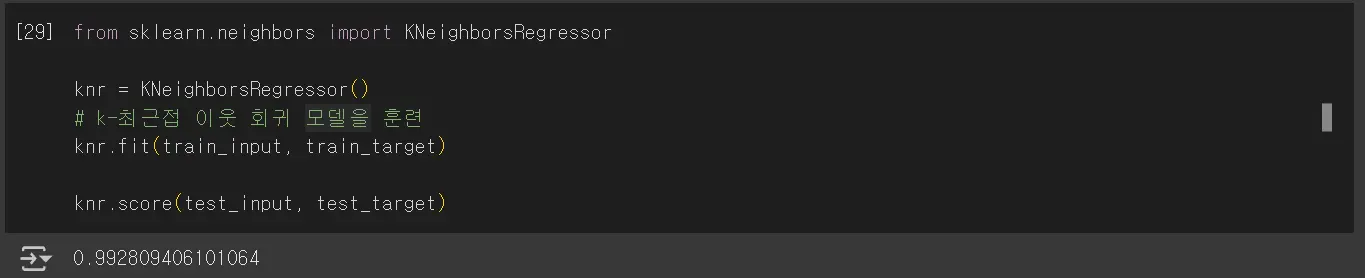 [29] from sklearn.neighbors import KNeighborsRegressor
knr = KNeighborsRegressor()
# k-최근접 이웃 회귀 모델을 훈련
knr.fit(train_input, train_target)
knr.score(test_input, test_target)
0.992809406101064